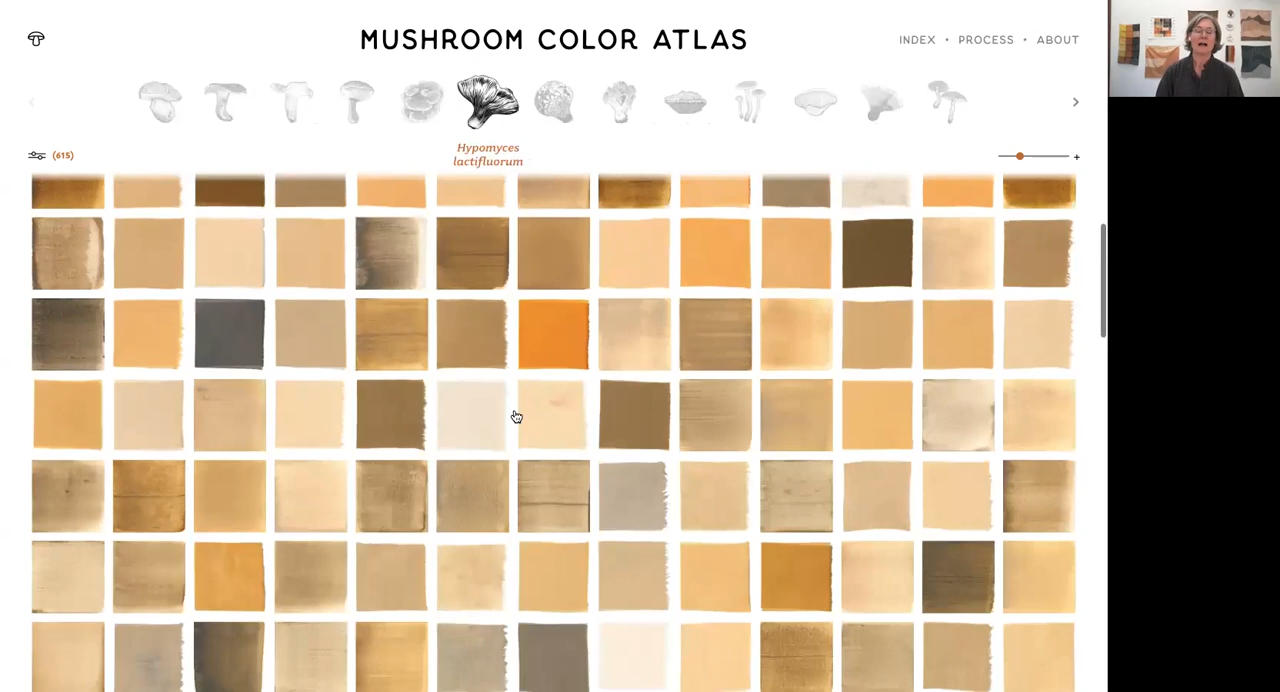 MUSHROOM COLOR ATLAS
INDEX • PROCESS • ABOUT
(615)
Hypomyces
lactifluorum
+